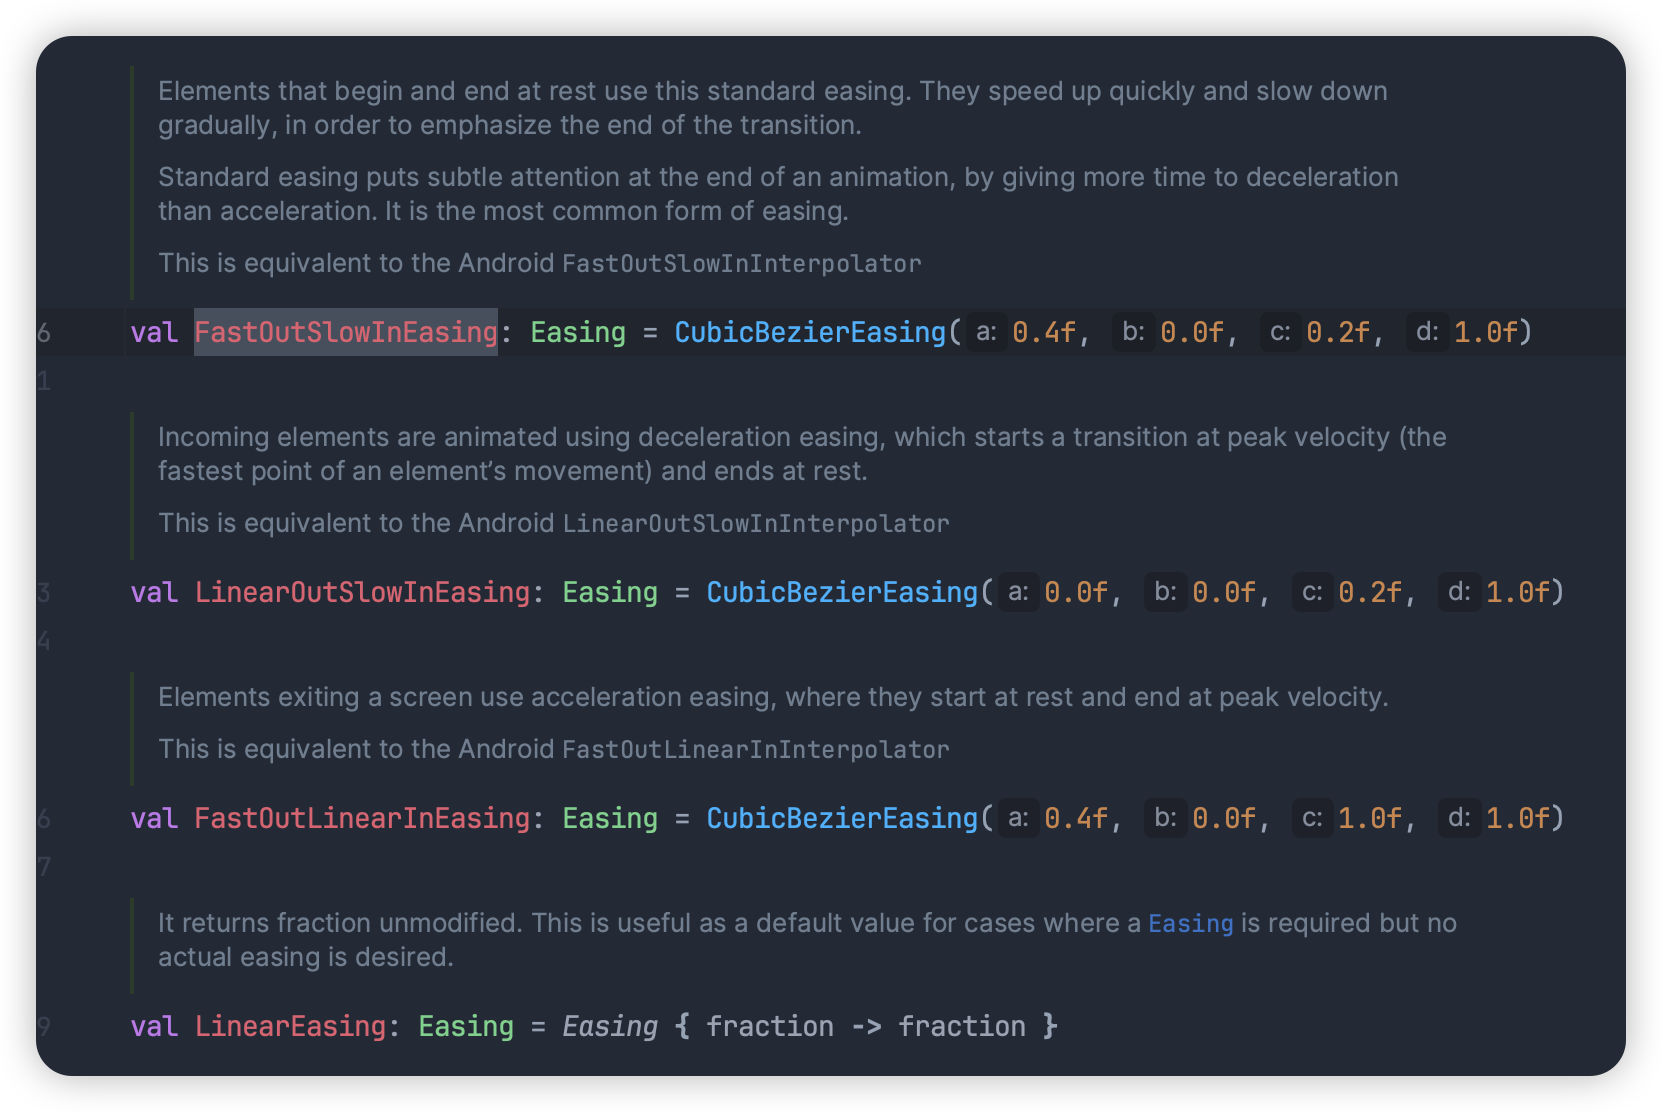 Elements that begin and end at rest use this standard easing. They speed up quickly and slow down
gradually, in order to emphasize the end of the transition.
Standard easing puts subtle attention at the end of an animation, by giving more time to deceleration
than acceleration. It is the most common form of easing.
This is equivalent to the Android FastOutSlowInInterpolator
6 val FastOutSlowInEasing: Easing = CubicBezierEasing( a: 0.4f, b: 0.0f, c: 0.2f, d: 1.0f)
1
Incoming elements are animated using deceleration easing, which starts a transition at peak velocity (the
fastest point of an element’s movement) and ends at rest.
This is equivalent to the Android LinearOutSlowInInterpolator
3 val LinearOutSlowInEasing: Easing = CubicBezierEasing( a: 0.0f, b: 0.0f, c: 0.2f, d: 1.0f)
4
Elements exiting a screen use acceleration easing, where they start at rest and end at peak velocity.
This is equivalent to the Android FastOutLinearInInterpolator
6 val FastOutLinearInEasing: Easing = CubicBezierEasing( a: 0.4f, b: 0.0f, c: 1.0f, d: 1.0f)
7
It returns fraction unmodified. This is useful as a default value for cases where a Easing is required but no
actual easing is desired.
9 val LinearEasing: Easing = Easing { fraction -> fraction }